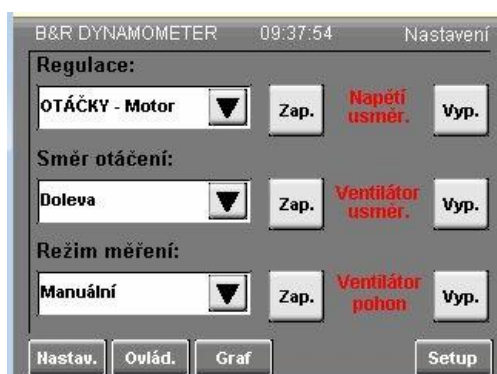 B&R DYNAMOMETER 09:37:54 Nastavení
Regulace:
OTÁČKY - Motor Zap. Napětí usměr. Vyp.
Směr otáčení:
Doleva Zap. Ventilátor usměr. Vyp.
Režim měření:
Manuální Zap. Ventilátor pohon Vyp.
Nastav. Ovlád. Graf Setup